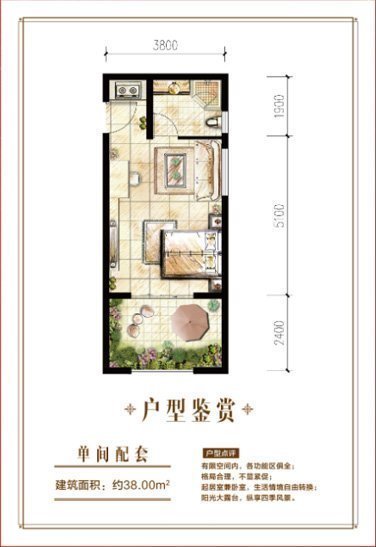 3800
1900
5100
2400
户型鉴赏
单间配套
建筑面积：约38.00m²
户型点评
有限空间内，各功能区俱全；
格局合理，不显紧促；
起居室兼卧室，生活情境自由转换；
阳光大露台，纵享四季风景。